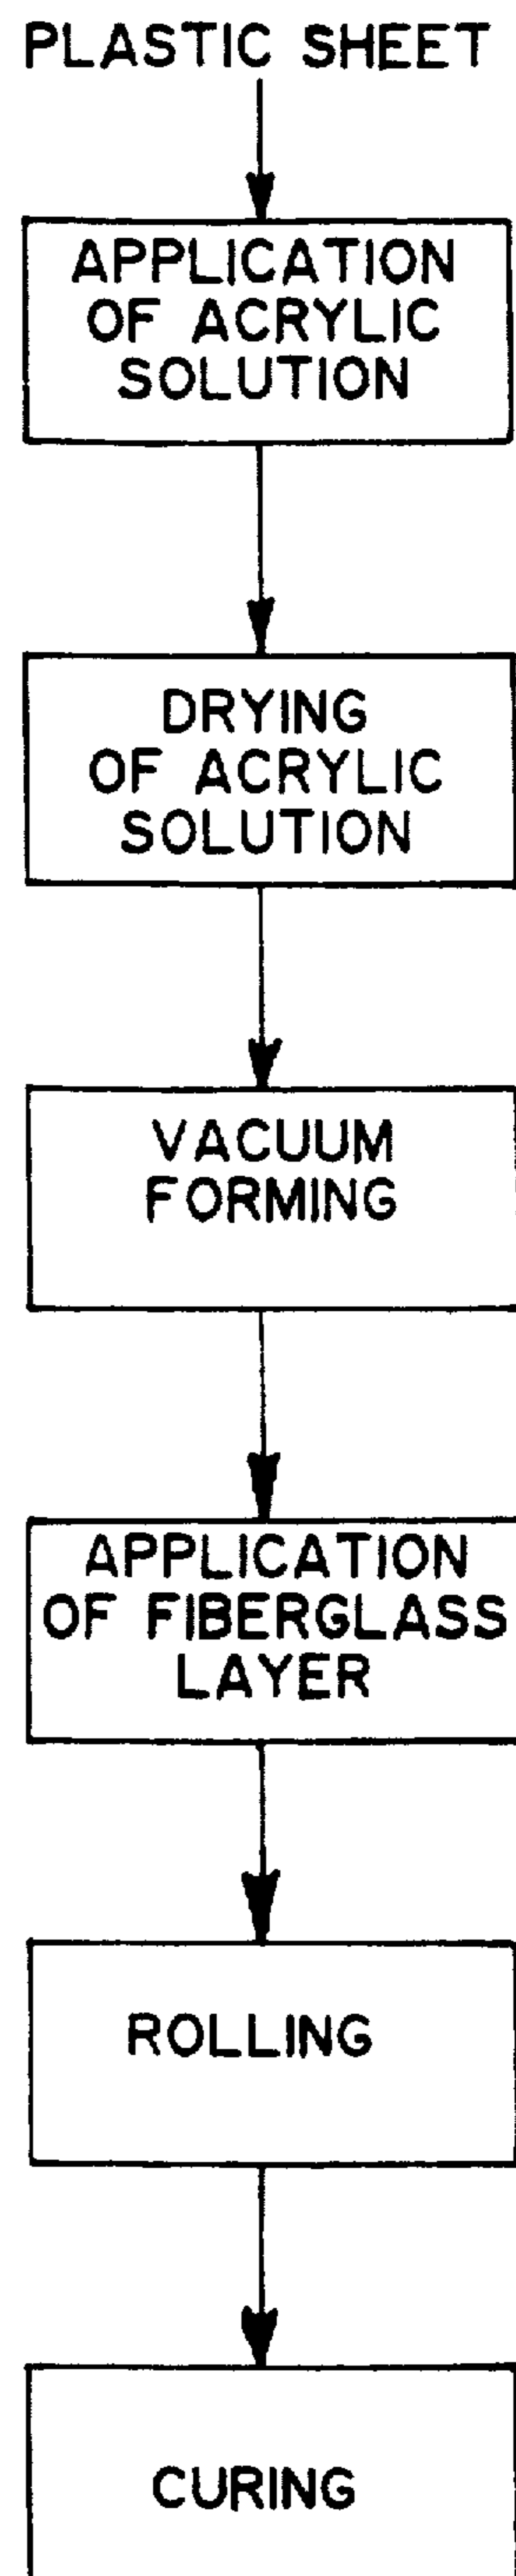 PLASTIC SHEET
APPLICATION
OF ACRYLIC
SOLUTION
DRYING
OF ACRYLIC
SOLUTION
VACUUM
FORMING
APPLICATION
OF FIBERGLASS
LAYER
ROLLING
CURING